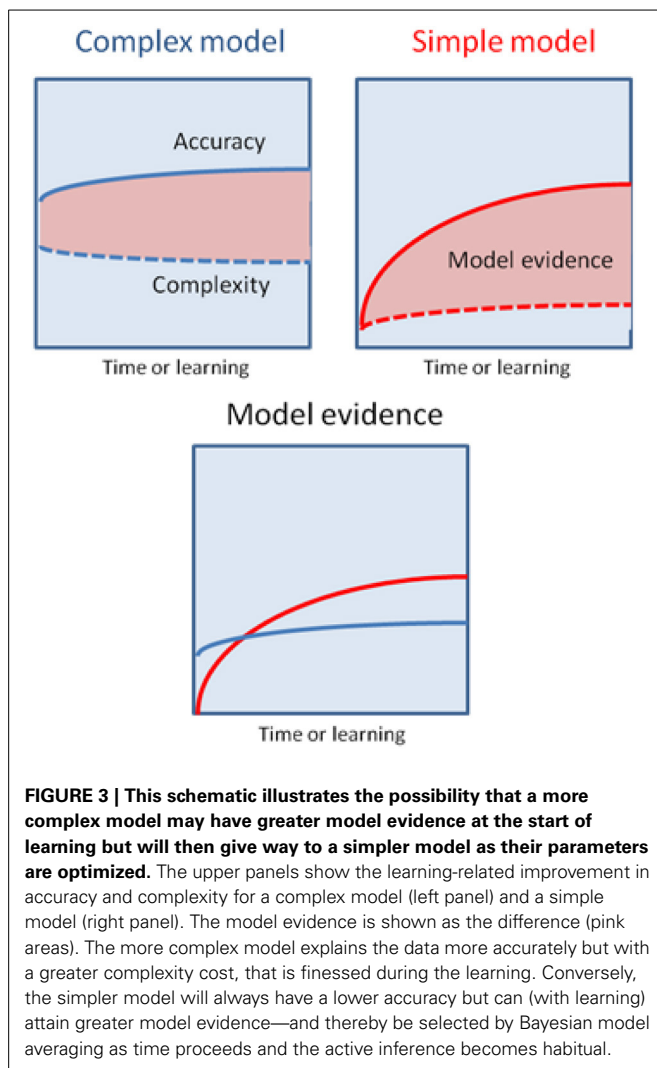 Complex model
Simple model
Accuracy
Complexity
Time or learning
Model evidence
Time or learning
Model evidence
Time or learning
FIGURE 3 | This schematic illustrates the possibility that a more
complex model may have greater model evidence at the start of
learning but will then give way to a simpler model as their parameters
are optimized. The upper panels show the learning-related improvement in
accuracy and complexity for a complex model (left panel) and a simple
model (right panel). The model evidence is shown as the difference (pink
areas). The more complex model explains the data more accurately but with
a greater complexity cost, that is finessed during the learning. Conversely,
the simpler model will always have a lower accuracy but can (with learning)
attain greater model evidence—and thereby be selected by Bayesian model
averaging as time proceeds and the active inference becomes habitual.